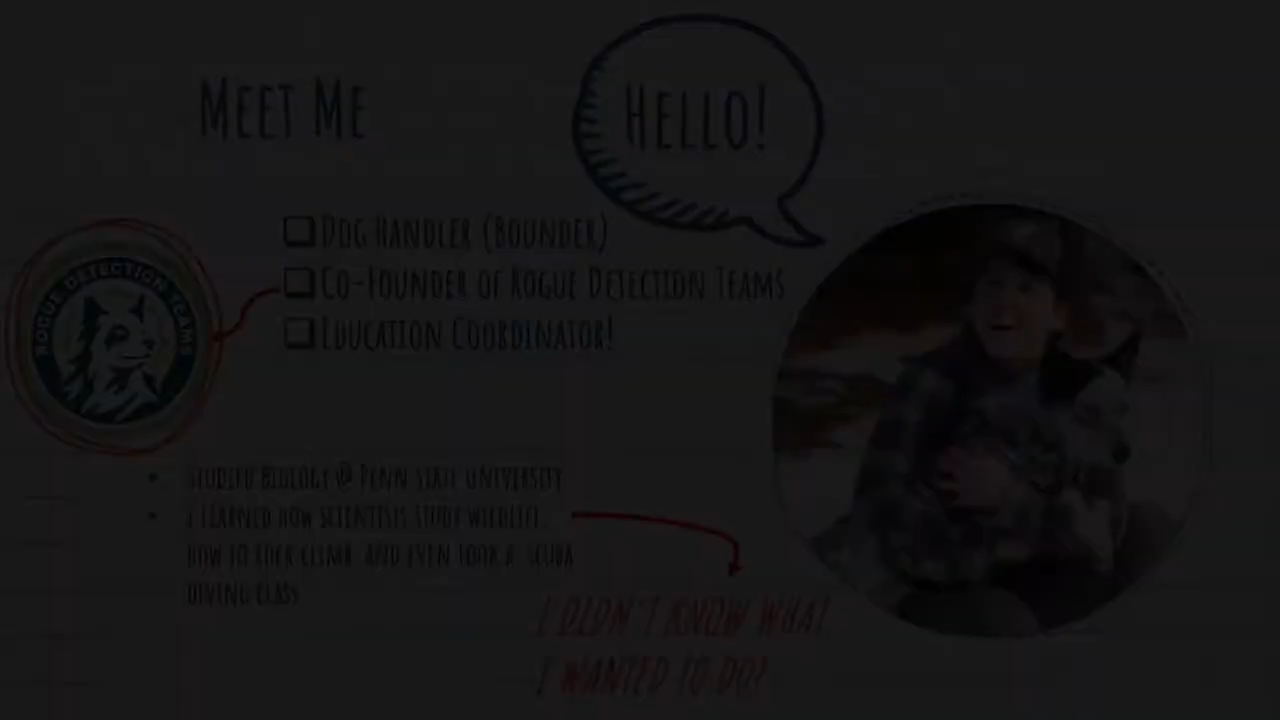 MEET ME
HELLO!
DOG HANDLER (BOUNDER)
CO-FOUNDER OF ROGUE DETECTION TEAMS
EDUCATION COORDINATOR!
ROGUE DETECTION TEAMS
STUDIED BIOLOGY @ PENN STATE UNIVERSITY
I LEARNED HOW SCIENTISTS STUDY WILDLIFE,
HOW TO ROCK CLIMB, AND EVEN TOOK A SCUBA
DIVING CLASS
I DIDN'T KNOW WHAT
I WANTED TO DO?